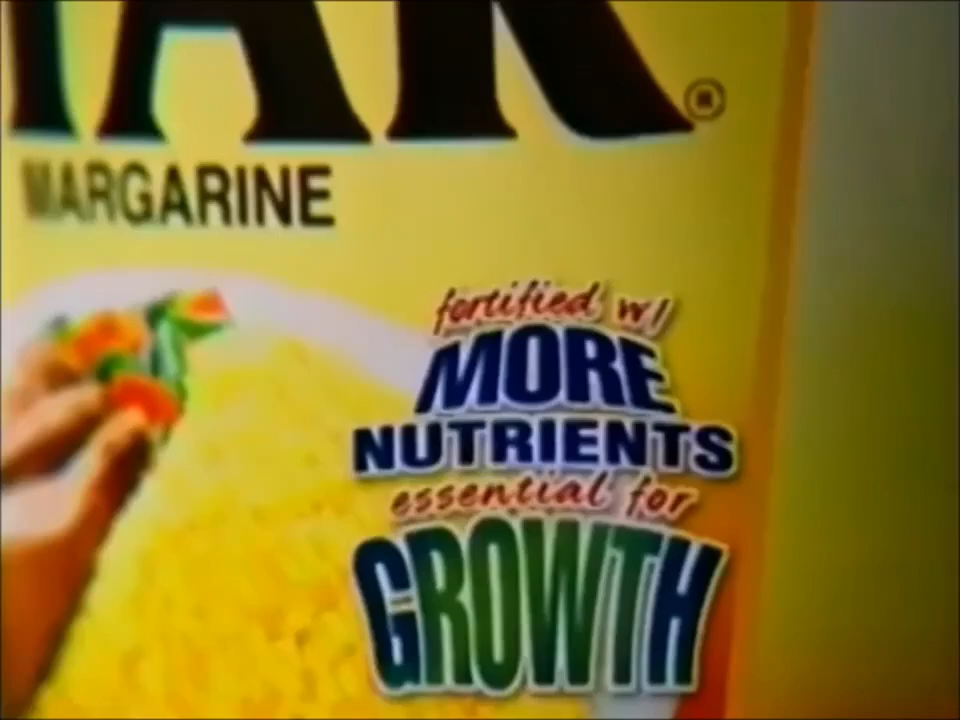 MARGARINE
fortified w/
MORE
NUTRIENTS
essential for
GROWTH